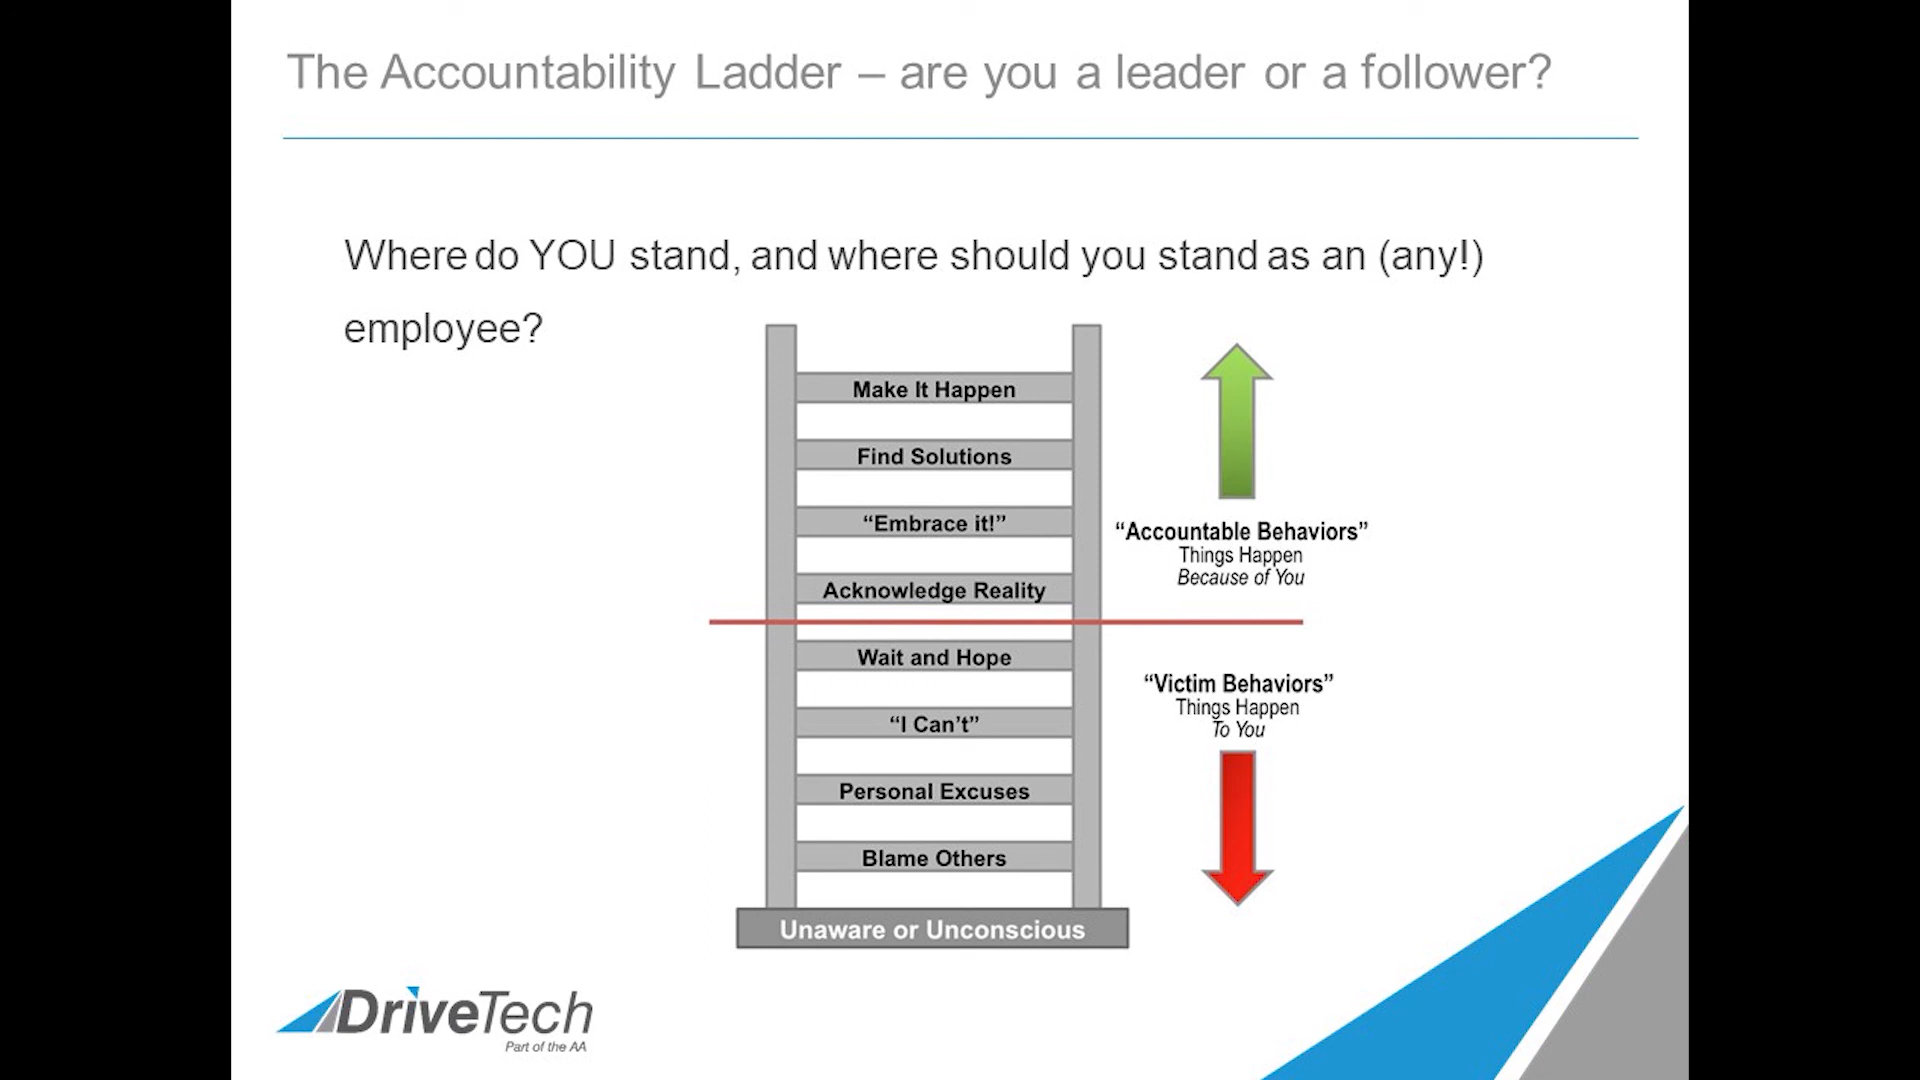 The Accountability Ladder – are you a leader or a follower?
Where do YOU stand, and where should you stand as an (any!)
employee?
Make It Happen
Find Solutions
“Embrace it!”
Acknowledge Reality
Wait and Hope
“I Can’t”
Personal Excuses
Blame Others
Unaware or Unconscious
“Accountable Behaviors”
Things Happen
Because of You
“Victim Behaviors”
Things Happen
To You
DriveTech
Part of the AA